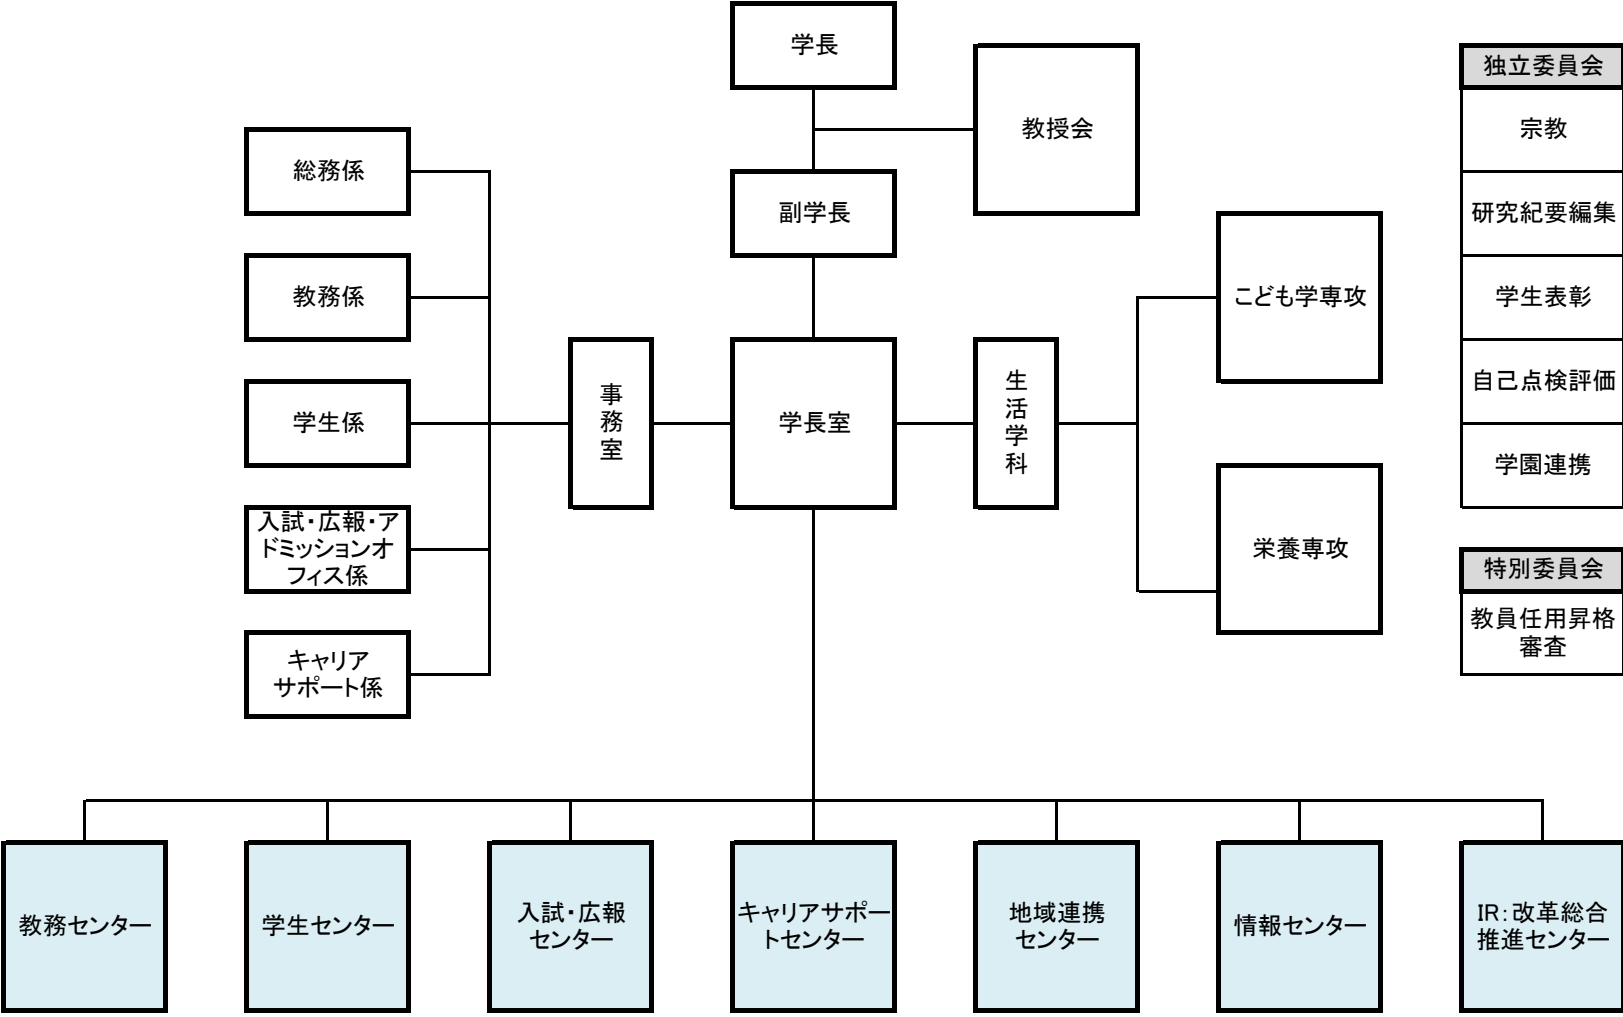 学長
教授会
副学長
総務係
教務係
学生係
入試・広報・ア
ドミッションオ
フィス係
キャリア
サポート係
事
務
室
学長室
生
活
学
科
こども学専攻
栄養専攻
独立委員会
宗教
研究紀要編集
学生表彰
自己点検評価
学園連携
特別委員会
教員任用昇格
審査
教務センター
学生センター
入試・広報
センター
キャリアサポー
トセンター
地域連携
センター
情報センター
IR：改革総合
推進センター